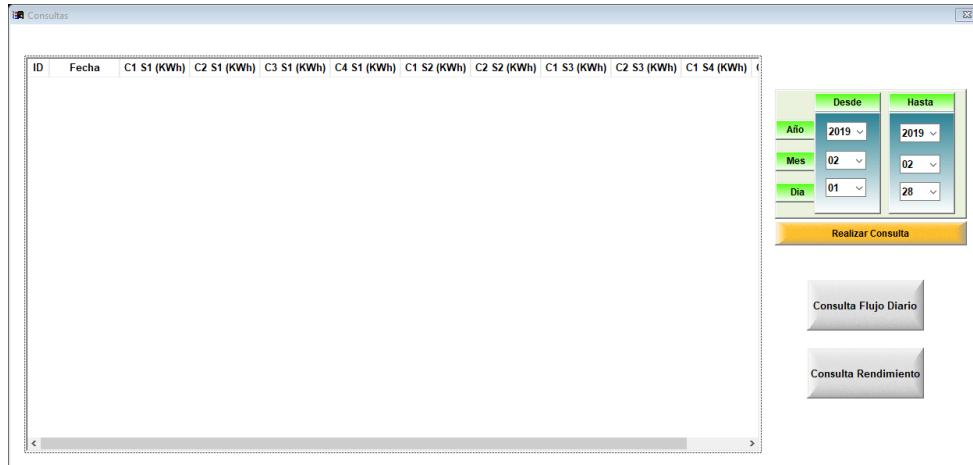 Consultas
ID Fecha C1 S1 (KWh) C2 S1 (KWh) C3 S1 (KWh) C4 S1 (KWh) C1 S2 (KWh) C2 S2 (KWh) C1 S3 (KWh) C2 S3 (KWh) C1 S4 (KWh)
Desde Hasta
Año 2019 2019
Mes 02 02
Dia 01 28
Realizar Consulta
Consulta Flujo Diario
Consulta Rendimiento